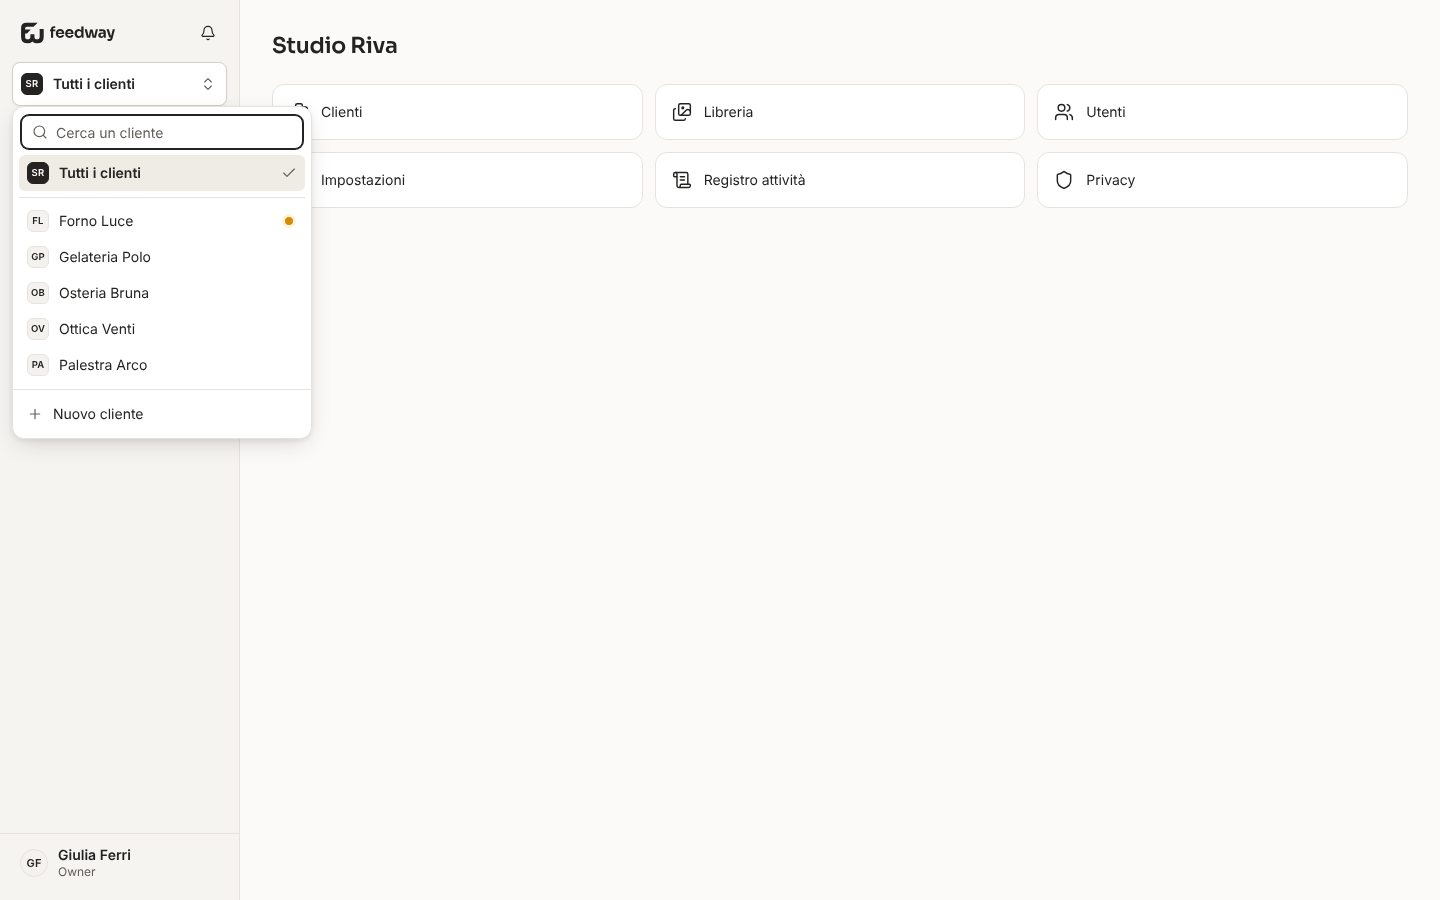 feedway
SR Tutti i clienti
Cerca un cliente
SR Tutti i clienti
FL Forno Luce
GP Gelateria Polo
OB Osteria Bruna
OV Ottica Venti
PA Palestra Arco
Nuovo cliente
GF Giulia Ferri
Owner
Studio Riva
Clienti
Libreria
Utenti
Impostazioni
Registro attività
Privacy